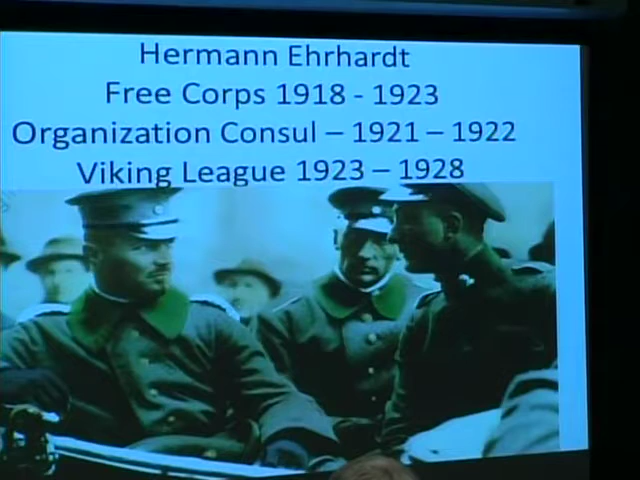 Hermann Ehrhardt
Free Corps 1918 - 1923
Organization Consul – 1921 – 1922
Viking League 1923 – 1928